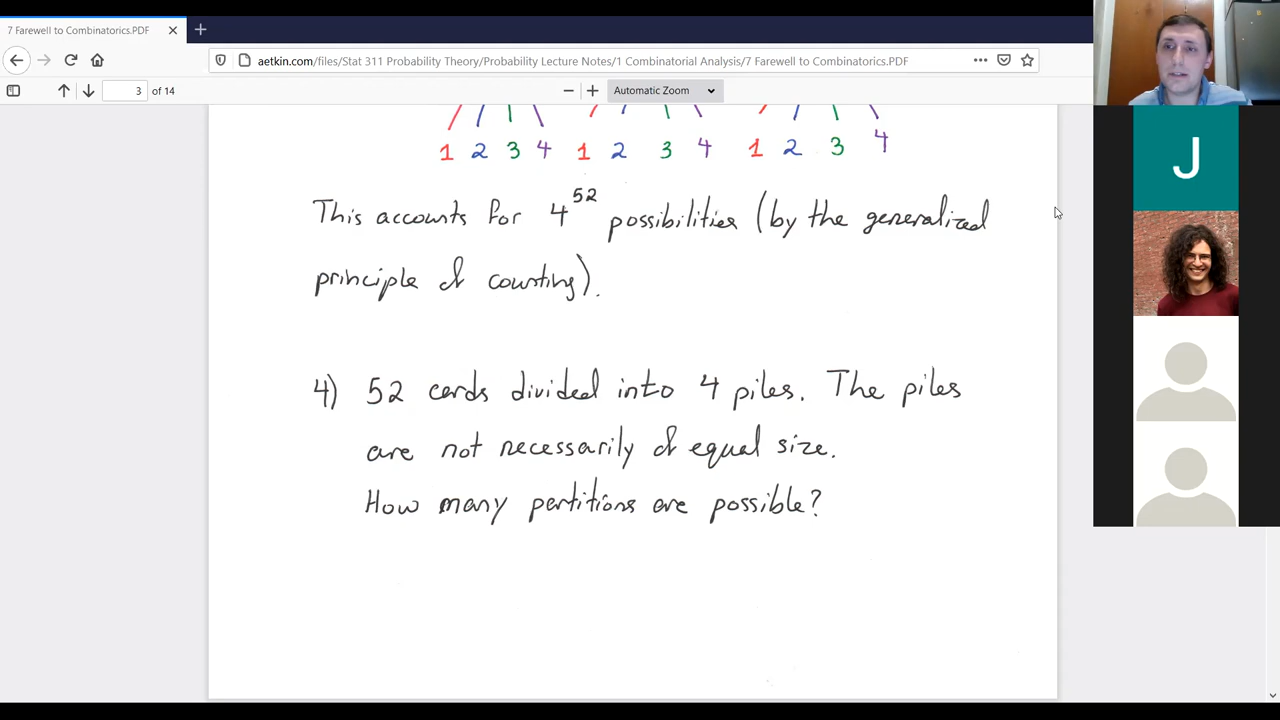 7 Farewell to Combinatorics.PDF
aetkin.com/files/Stat 311 Probability Theory/Probability Lecture Notes/1 Combinatorial Analysis/7 Farewell to Combinatorics.PDF
3 of 14
Automatic Zoom
1 2 3 4 1 2 3 4 1 2 3 4
This accounts for 4^52 possibilities (by the generalized
principle of counting).
4) 52 cards divided into 4 piles. The piles
are not necessarily of equal size.
How many partitions are possible?
J